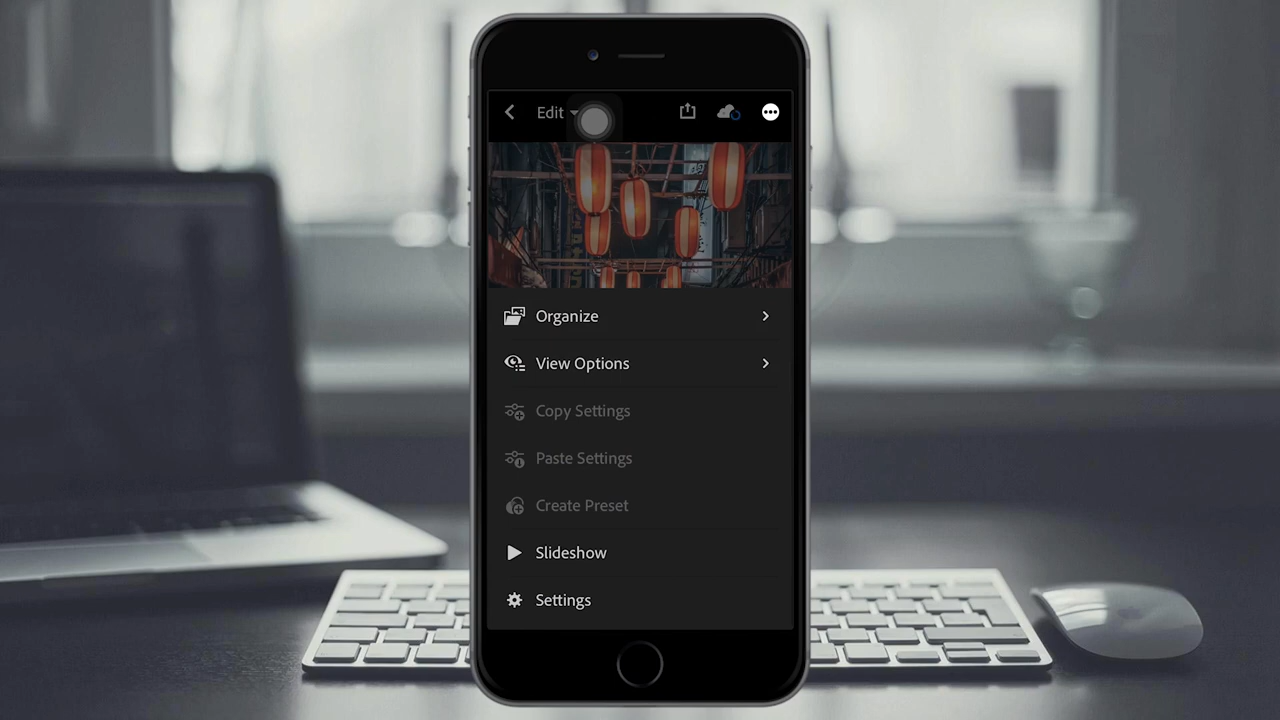 Edit
Organize
View Options
Copy Settings
Paste Settings
Create Preset
Slideshow
Settings